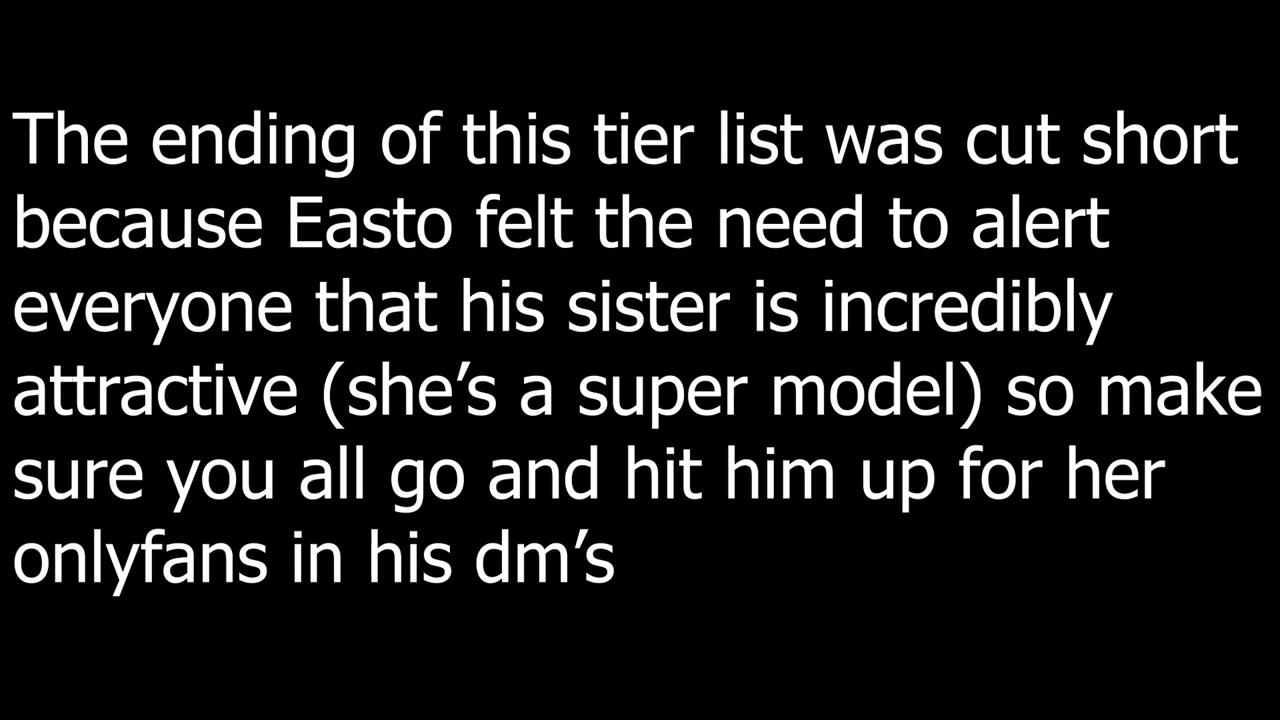 The ending of this tier list was cut short
because Easto felt the need to alert
everyone that his sister is incredibly
attractive (she’s a super model) so make
sure you all go and hit him up for her
onlyfans in his dm’s